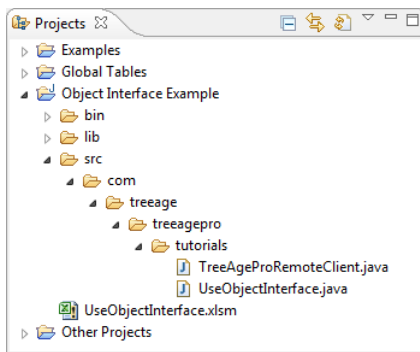 Projects
Examples
Global Tables
Object Interface Example
bin
lib
src
com
treeage
treeagepro
tutorials
TreeAgeProRemoteClient.java
UseObjectInterface.java
UseObjectInterface.xlsm
Other Projects